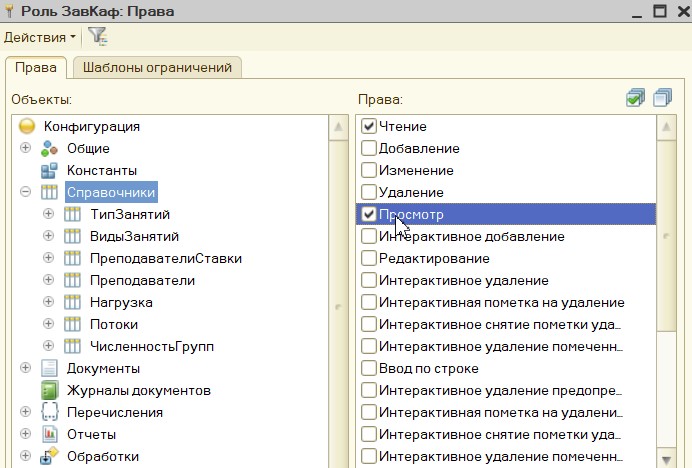 Роль ЗавКаф: Права
Действия
Права
Шаблоны ограничений
Объекты:
Конфигурация
Общие
Константы
Справочники
ТипЗанятий
ВидыЗанятий
ПреподавателиСтавки
Преподаватели
Нагрузка
Потоки
ЧисленностьГрупп
Документы
Журналы документов
Перечисления
Отчеты
Обработки
Права:
Чтение
Добавление
Изменение
Удаление
Просмотр
Интерактивное добавление
Редактирование
Интерактивное удаление
Интерактивная пометка на удаление
Интерактивное снятие пометки уда...
Интерактивное удаление помеченн...
Ввод по строке
Интерактивное удаление предопре...
Интерактивная пометка на удалени...
Интерактивное снятие пометки уда...
Интерактивное удаление помеченн...